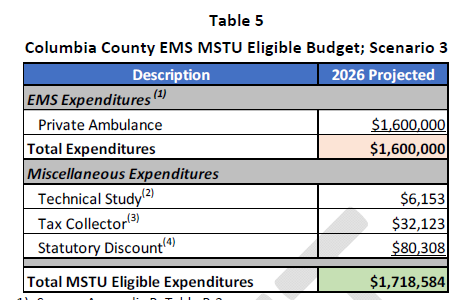 Table 5
Columbia County EMS MSTU Eligible Budget; Scenario 3
Description 2026 Projected
EMS Expenditures (1)
Private Ambulance $1,600,000
Total Expenditures $1,600,000
Miscellaneous Expenditures
Technical Study(2) $6,153
Tax Collector(3) $32,123
Statutory Discount(4) $80,308
Total MSTU Eligible Expenditures $1,718,584